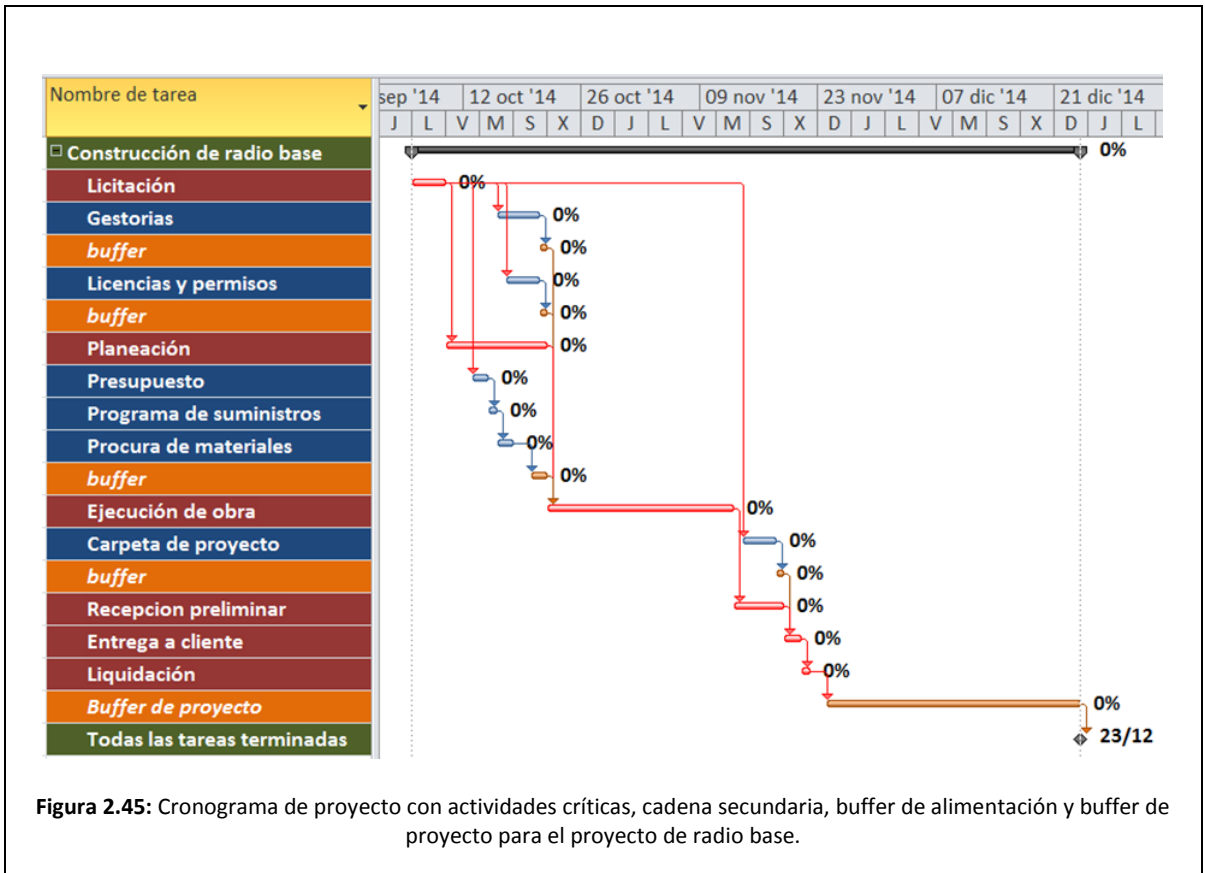 Nombre de tarea
sep '14 12 oct '14 26 oct '14 09 nov '14 23 nov '14 07 dic '14 21 dic '14
J L V M S X D J L V M S X D J L V M S X D J L
Construcción de radio base 0%
Licitación 0%
Gestorias 0%
buffer 0%
Licencias y permisos 0%
buffer 0%
Planeación 0%
Presupuesto 0%
Programa de suministros 0%
Procura de materiales 0%
buffer 0%
Ejecución de obra 0%
Carpeta de proyecto 0%
buffer 0%
Recepcion preliminar 0%
Entrega a cliente 0%
Liquidación 0%
Buffer de proyecto 0%
Todas las tareas terminadas 23/12
Figura 2.45: Cronograma de proyecto con actividades críticas, cadena secundaria, buffer de alimentación y buffer de
proyecto para el proyecto de radio base.